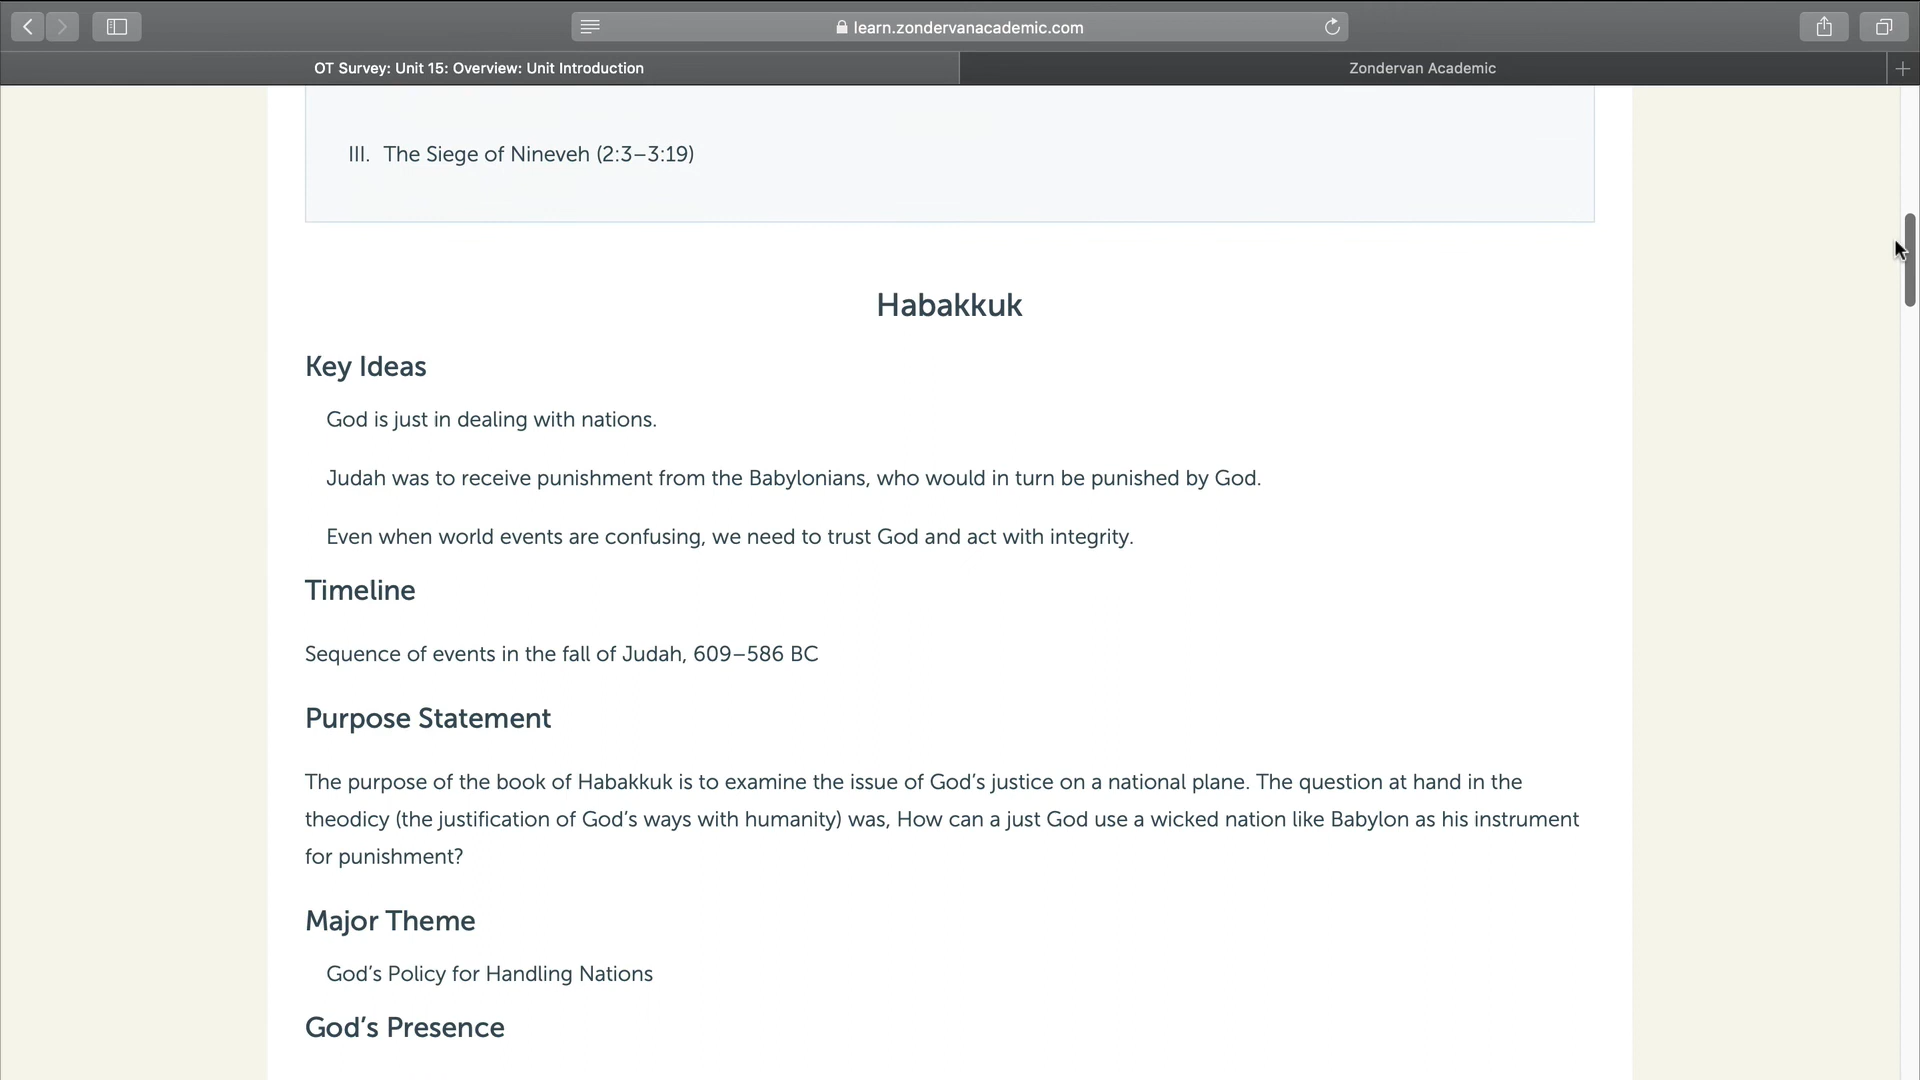 learn.zondervanacademic.com
OT Survey: Unit 15: Overview: Unit Introduction
Zondervan Academic
III. The Siege of Nineveh (2:3–3:19)
Habakkuk
Key Ideas
God is just in dealing with nations.
Judah was to receive punishment from the Babylonians, who would in turn be punished by God.
Even when world events are confusing, we need to trust God and act with integrity.
Timeline
Sequence of events in the fall of Judah, 609–586 BC
Purpose Statement
The purpose of the book of Habakkuk is to examine the issue of God’s justice on a national plane. The question at hand in the
theodicy (the justification of God’s ways with humanity) was, How can a just God use a wicked nation like Babylon as his instrument
for punishment?
Major Theme
God’s Policy for Handling Nations
God’s Presence